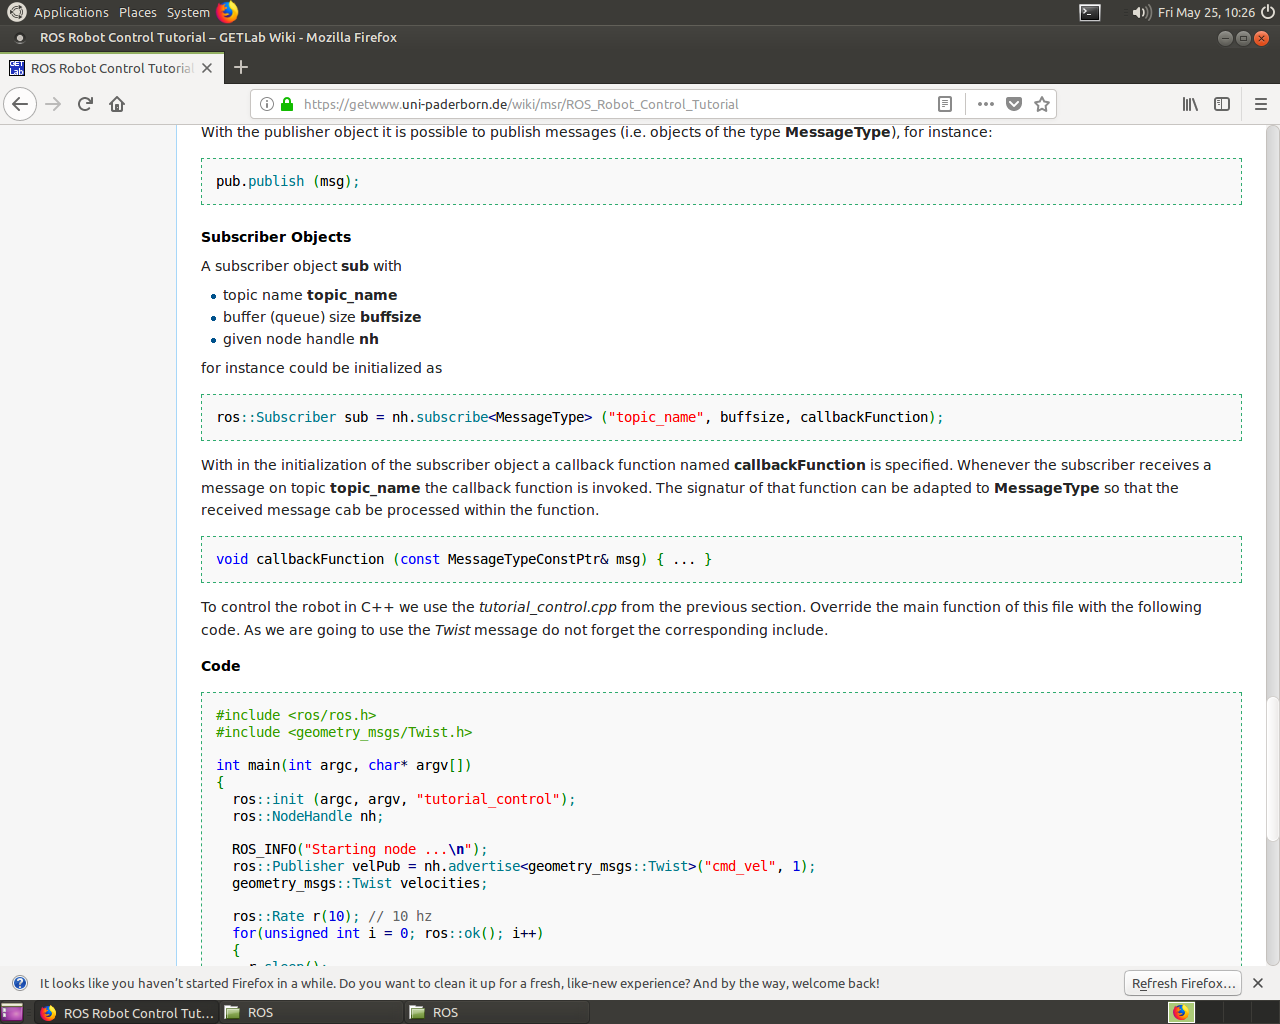 Applications Places System Fri May 25, 10:26
ROS Robot Control Tutorial – GETLab Wiki - Mozilla Firefox
GET Lab ROS Robot Control Tutorial
https://getwww.uni-paderborn.de/wiki/msr/ROS_Robot_Control_Tutorial
With the publisher object it is possible to publish messages (i.e. objects of the type MessageType), for instance:
pub.publish (msg);
Subscriber Objects
A subscriber object sub with
topic name topic_name
buffer (queue) size buffsize
given node handle nh
for instance could be initialized as
ros::Subscriber sub = nh.subscribe<MessageType> ("topic_name", buffsize, callbackFunction);
With in the initialization of the subscriber object a callback function named callbackFunction is specified. Whenever the subscriber receives a
message on topic topic_name the callback function is invoked. The signatur of that function can be adapted to MessageType so that the
received message cab be processed within the function.
void callbackFunction (const MessageTypeConstPtr& msg) { ... }
To control the robot in C++ we use the tutorial_control.cpp from the previous section. Override the main function of this file with the following
code. As we are going to use the Twist message do not forget the corresponding include.
Code
#include <ros/ros.h>
#include <geometry_msgs/Twist.h>
int main(int argc, char* argv[])
{
ros::init (argc, argv, "tutorial_control");
ros::NodeHandle nh;
ROS_INFO("Starting node ...\n");
ros::Publisher velPub = nh.advertise<geometry_msgs::Twist>("cmd_vel", 1);
geometry_msgs::Twist velocities;
ros::Rate r(10); // 10 hz
for(unsigned int i = 0; ros::ok(); i++)
{
r.sleep();
It looks like you haven't started Firefox in a while. Do you want to clean it up for a fresh, like-new experience? And by the way, welcome back! Refresh Firefox...
ROS Robot Control Tut... ROS ROS